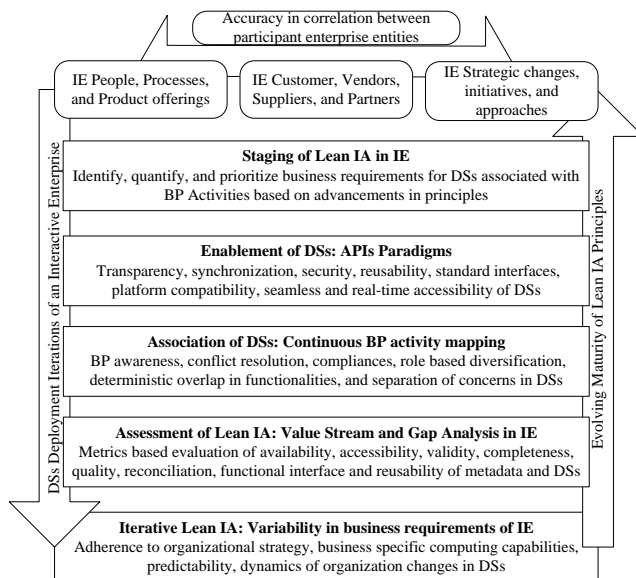 Accuracy in correlation between
participant enterprise entities
IE People, Processes,
and Product offerings
IE Customer, Vendors,
Suppliers, and Partners
IE Strategic changes,
initiatives, and
approaches
DSs Deployment Iterations of an Interactive Enterprise
Staging of Lean IA in IE
Identify, quantify, and prioritize business requirements for DSs associated with
BP Activities based on advancements in principles
Enablement of DSs: APIs Paradigms
Transparency, synchronization, security, reusability, standard interfaces,
platform compatibility, seamless and real-time accessibility of DSs
Association of DSs: Continuous BP activity mapping
BP awareness, conflict resolution, compliances, role based diversification,
deterministic overlap in functionalities, and separation of concerns in DSs
Assessment of Lean IA: Value Stream and Gap Analysis in IE
Metrics based evaluation of availability, accessibility, validity, completeness,
quality, reconciliation, functional interface and reusability of metadata and DSs
Iterative Lean IA: Variability in business requirements of IE
Adherence to organizational strategy, business specific computing capabilities,
predictability, dynamics of organization changes in DSs
Evolving Maturity of Lean IA Principles